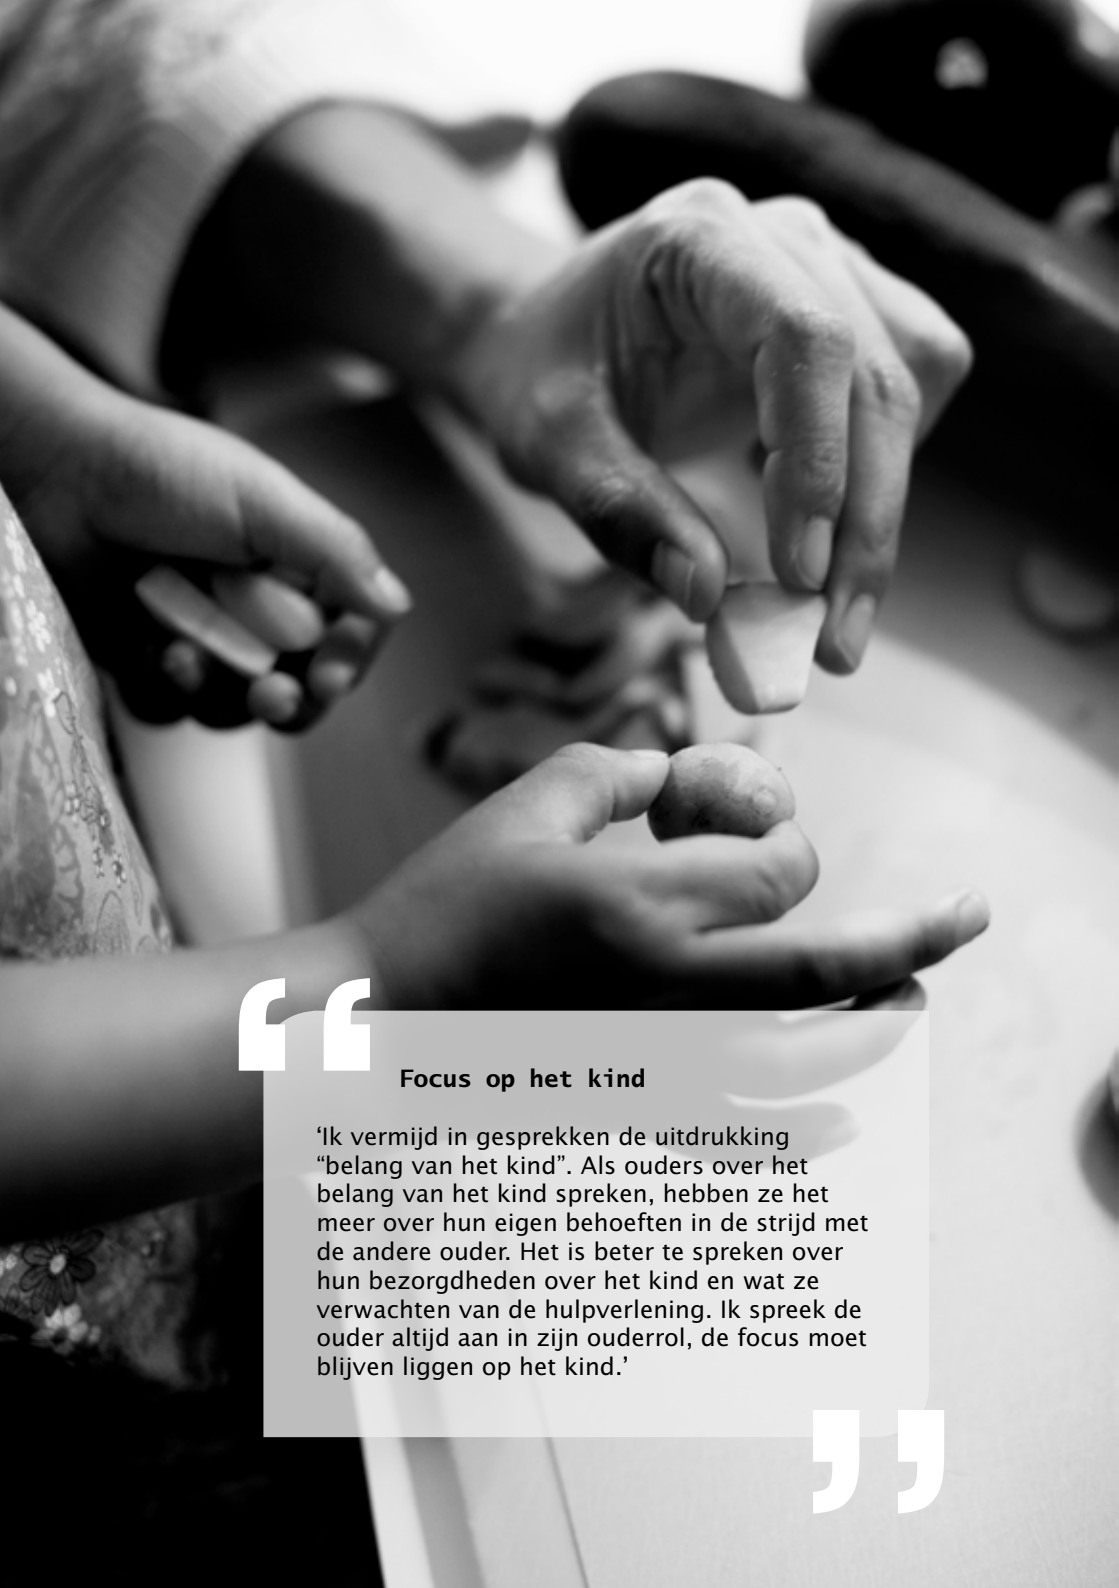 “
Focus op het kind
‘Ik vermijd in gesprekken de uitdrukking
“belang van het kind”. Als ouders over het
belang van het kind spreken, hebben ze het
meer over hun eigen behoeften in de strijd met
de andere ouder. Het is beter te spreken over
hun bezorgdheden over het kind en wat ze
verwachten van de hulpverlening. Ik spreek de
ouder altijd aan in zijn ouderrol, de focus moet
blijven liggen op het kind.’
”